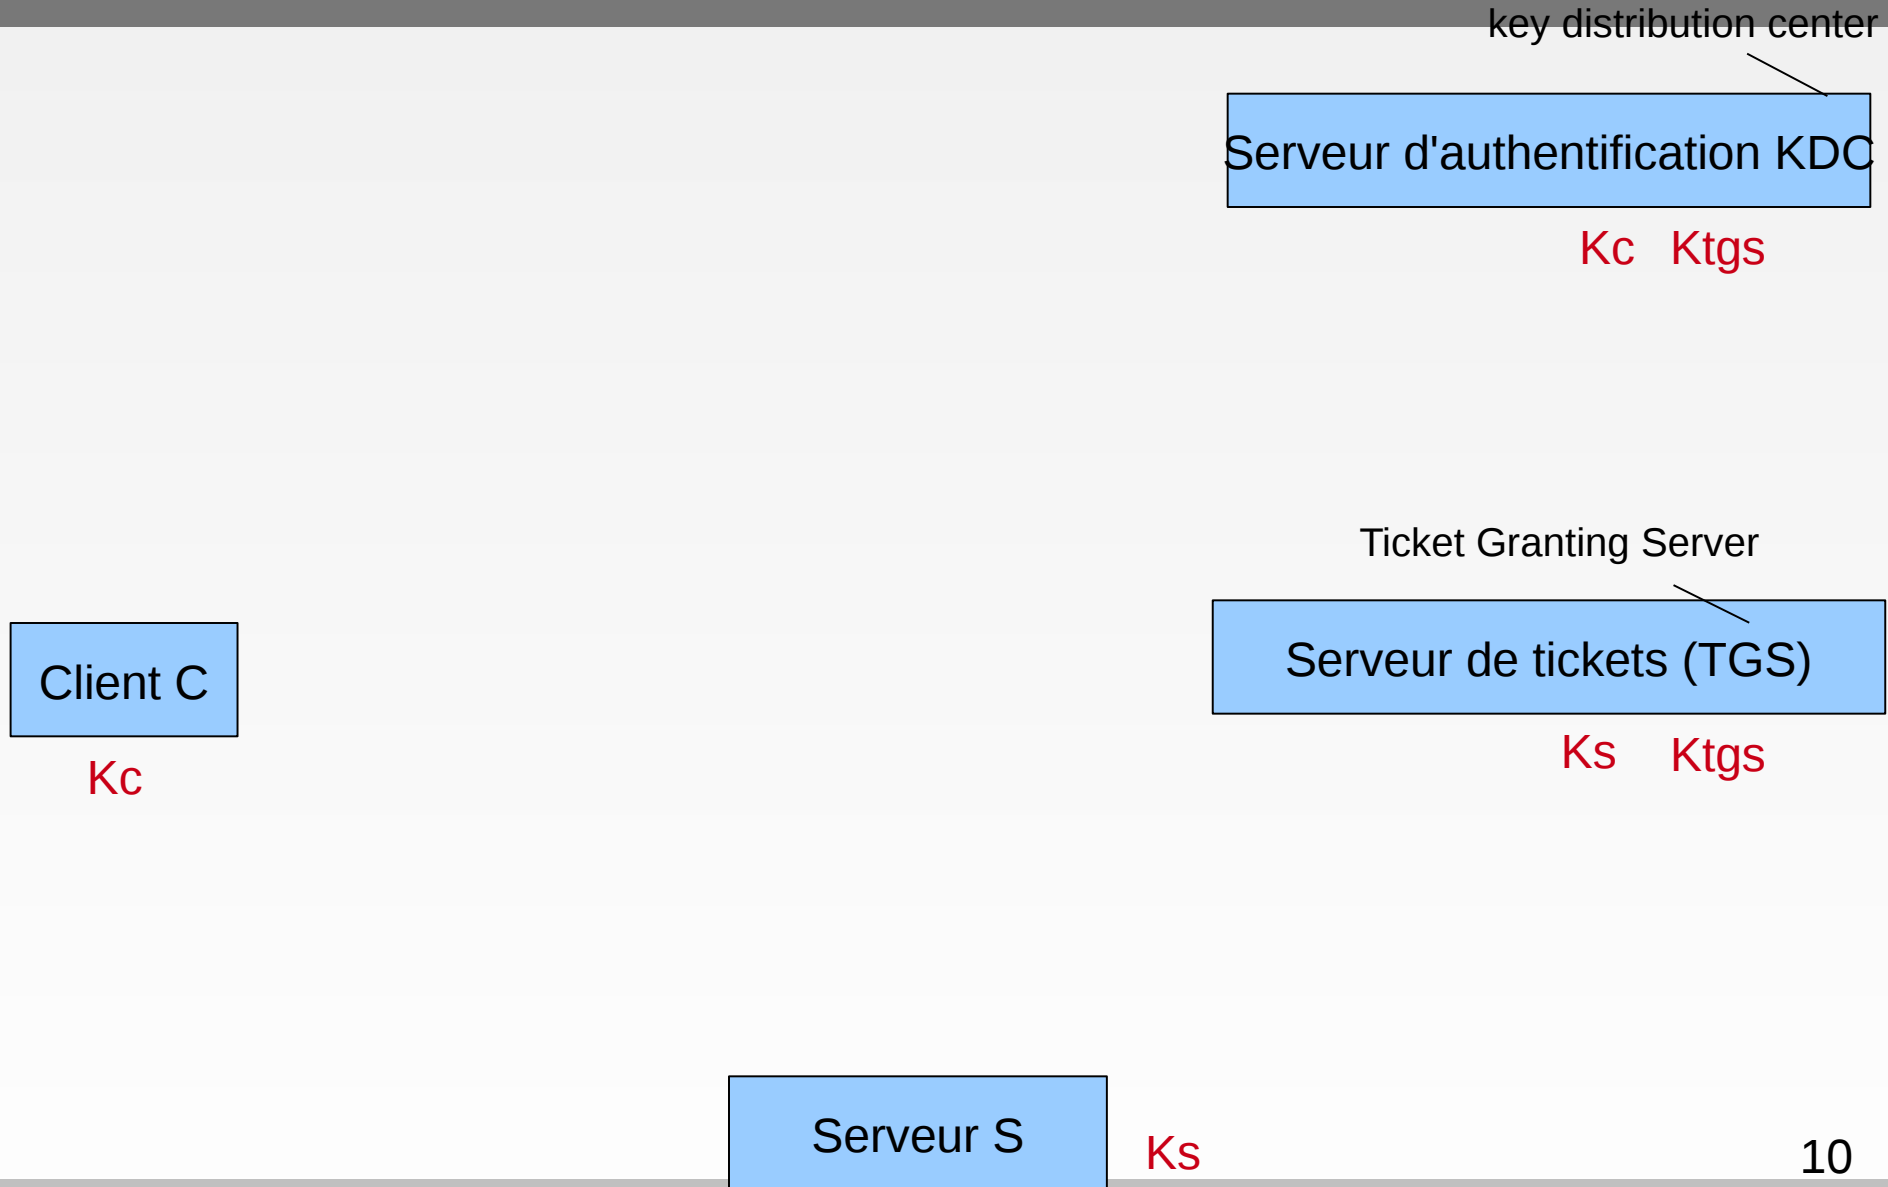 key distribution center
Serveur d'authentification KDC
Kc Ktgs
Ticket Granting Server
Serveur de tickets (TGS)
Client C
Ks Ktgs
Kc
Serveur S
Ks
10